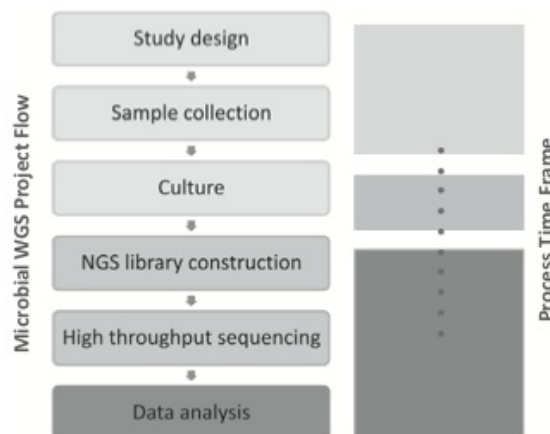 Microbial WGS Project Flow
Study design
Sample collection
Culture
NGS library construction
High throughput sequencing
Data analysis
Process Time Frame